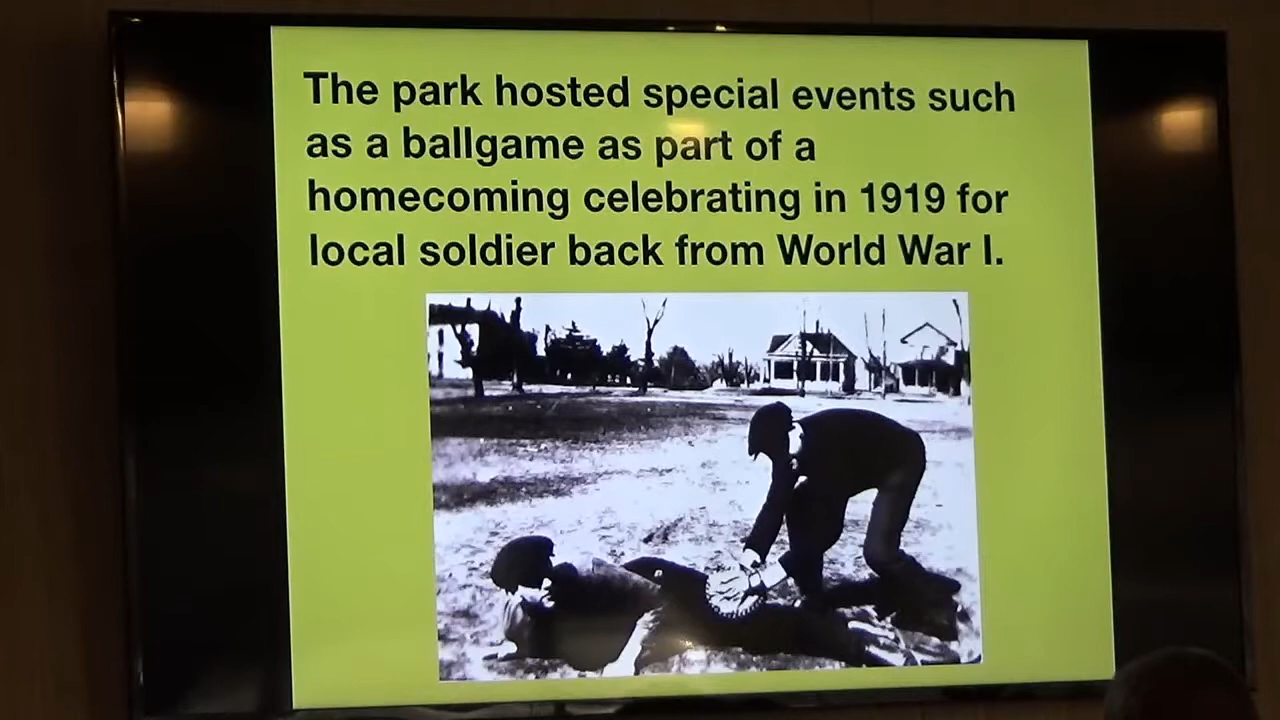 The park hosted special events such
as a ballgame as part of a
homecoming celebrating in 1919 for
local soldier back from World War I.